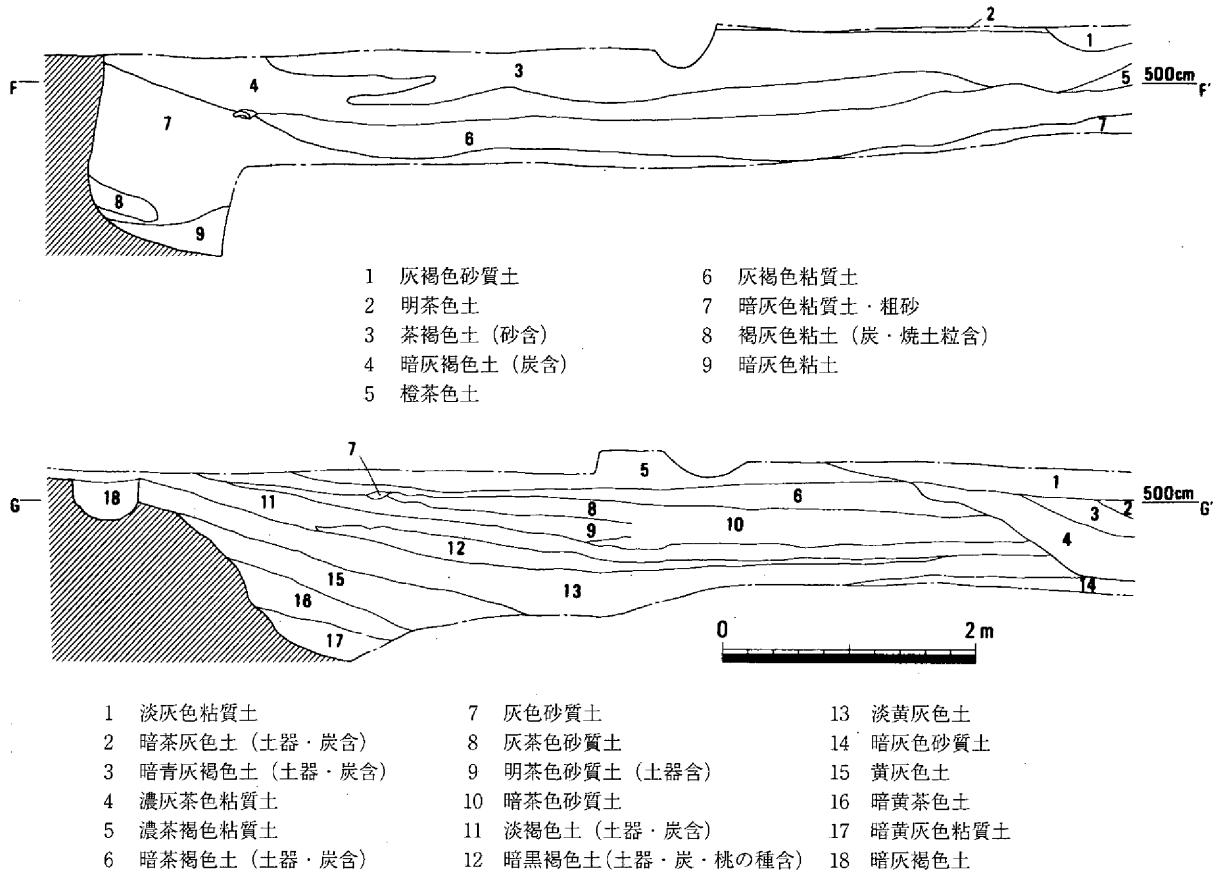 2
1
3
4
5
500cm
F
F'
7
7
6
8
9
1 灰褐色砂質土
2 明茶色土
3 茶褐色土（砂含）
4 暗灰褐色土（炭含）
5 橙茶色土
6 灰褐色粘質土
7 暗灰色粘質土・粗砂
8 褐灰色粘土（炭・焼土粒含）
9 暗灰色粘土
7
5
1
6
G
18
11
8
10
3
2
500cm
G'
9
4
12
15
13
14
16
17
0 2 m
1 淡灰色粘質土
2 暗茶灰色土（土器・炭含）
3 暗青灰褐色土（土器・炭含）
4 濃灰茶色粘質土
5 濃茶褐色粘質土
6 暗茶褐色土（土器・炭含）
7 灰色砂質土
8 灰茶色砂質土
9 明茶色砂質土（土器含）
10 暗茶色砂質土
11 淡褐色土（土器・炭含）
12 暗黒褐色土（土器・炭・桃の種含）
13 淡黄灰色土
14 暗灰色砂質土
15 黄灰色土
16 暗黄茶色土
17 暗黄灰色粘質土
18 暗灰褐色土